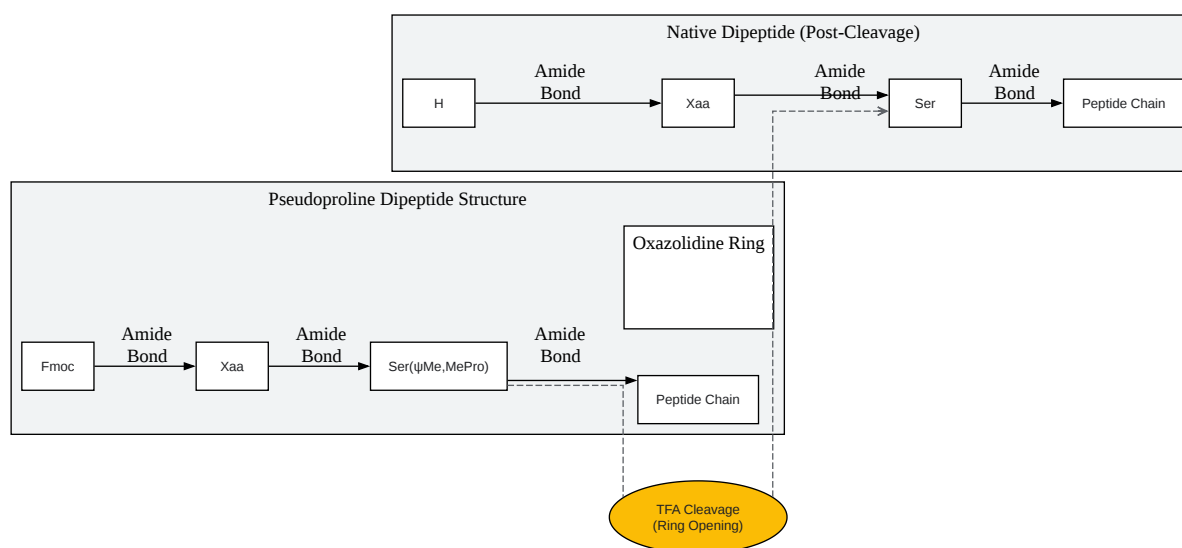 Native Dipeptide (Post-Cleavage)
Amide
Bond
Amide
Bond
Amide
Bond
H
Xaa
Ser
Peptide Chain
Pseudoproline Dipeptide Structure
Oxazolidine Ring
Amide
Bond
Amide
Bond
Amide
Bond
Fmoc
Xaa
Ser(ψMe,MePro)
Peptide Chain
TFA Cleavage
(Ring Opening)